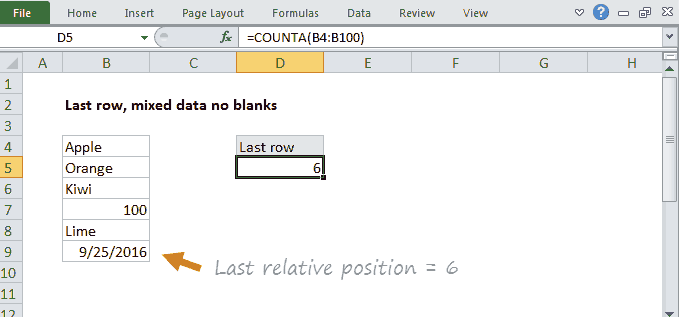 File Home Insert Page Layout Formulas Data Review View
D5 fx =COUNTA(B4:B100)
A B C D E F G H
1
2 Last row, mixed data no blanks
3
4 Apple Last row
5 Orange 6
6 Kiwi
7 100
8 Lime
9 9/25/2016
10 Last relative position = 6
11
12